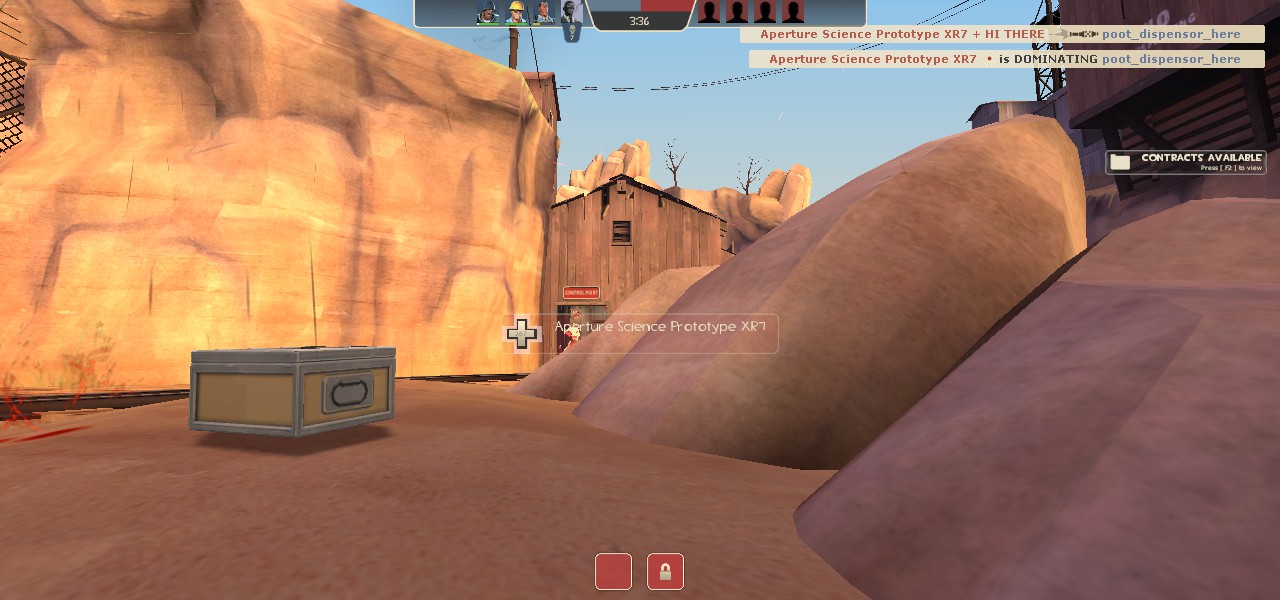 3:36
7
Aperture Science Prototype XR7 + HI THERE poot_dispensor_here
Aperture Science Prototype XR7 • is DOMINATING poot_dispensor_here
CONTRACTS AVAILABLE
Press [ F2 ] to view
CONTROL POINT
Aperture Science Prototype XR7